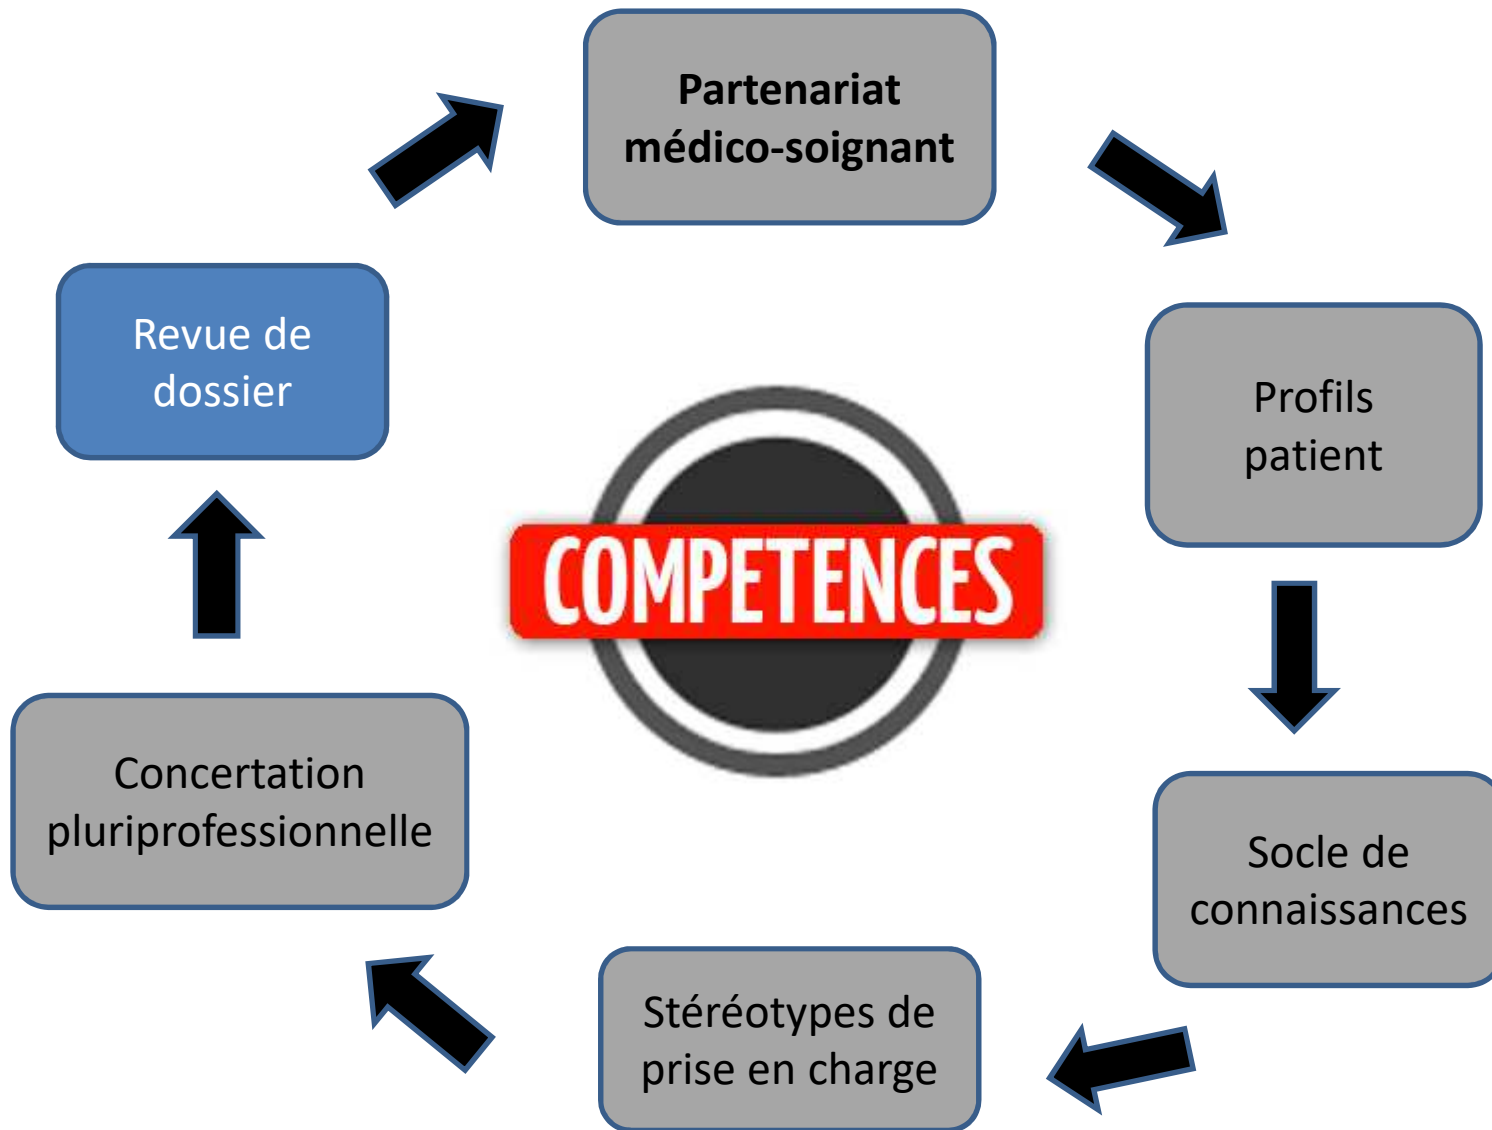 Partenariat
médico-soignant
Profils
patient
Socle de
connaissances
Stéréotypes de
prise en charge
Concertation
pluriprofessionnelle
Revue de
dossier
COMPETENCES